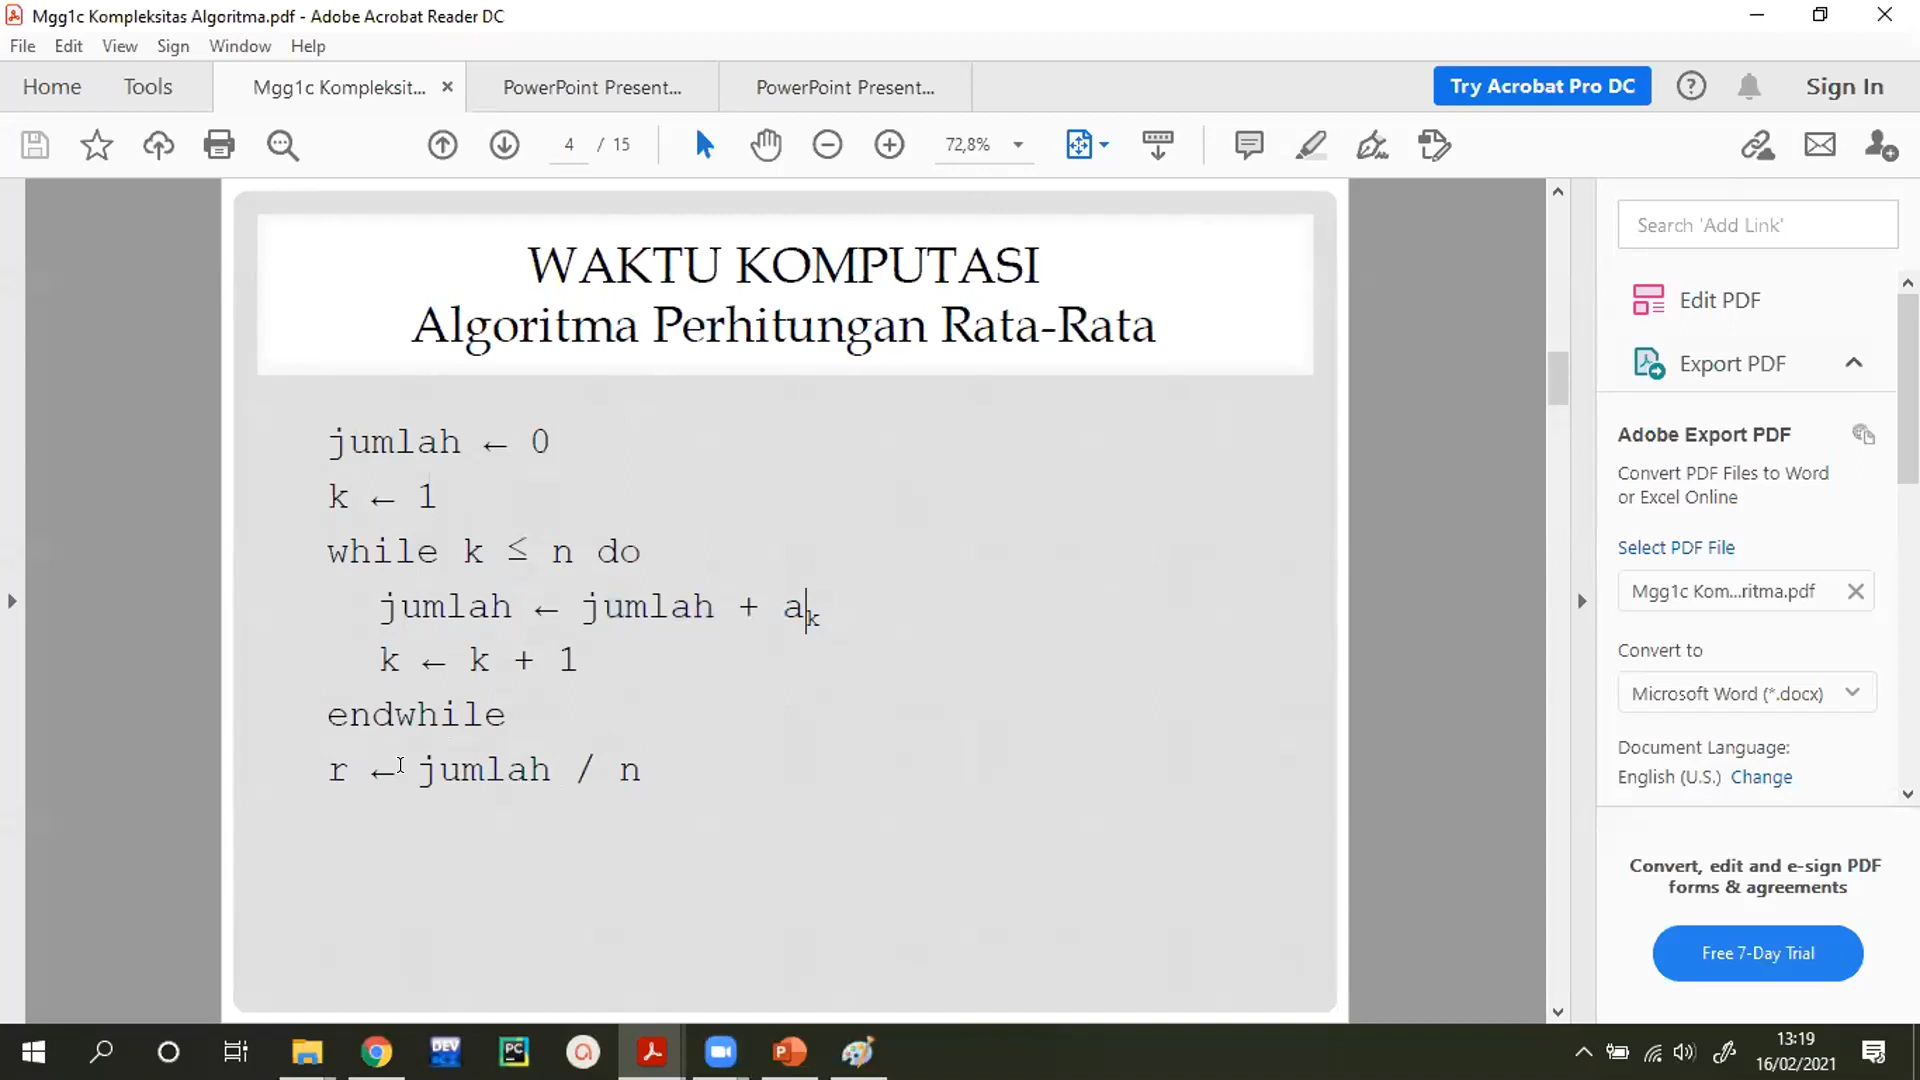 Mgg1c Kompleksitas Algoritma.pdf - Adobe Acrobat Reader DC
File Edit View Sign Window Help
Home Tools Mgg1c Kompleksit... × PowerPoint Present... PowerPoint Present... Try Acrobat Pro DC Sign In
4 / 15 72,8%
WAKTU KOMPUTASI
Algoritma Perhitungan Rata-Rata
jumlah ← 0
k ← 1
while k ≤ n do
jumlah ← jumlah + ak
k ← k + 1
endwhile
r ← jumlah / n
Search 'Add Link'
Edit PDF
Export PDF
Adobe Export PDF
Convert PDF Files to Word
or Excel Online
Select PDF File
Mgg1c Kom...ritma.pdf
Convert to
Microsoft Word (*.docx)
Document Language:
English (U.S.) Change
Convert, edit and e-sign PDF
forms & agreements
Free 7-Day Trial
DEV
PC
13:19
16/02/2021